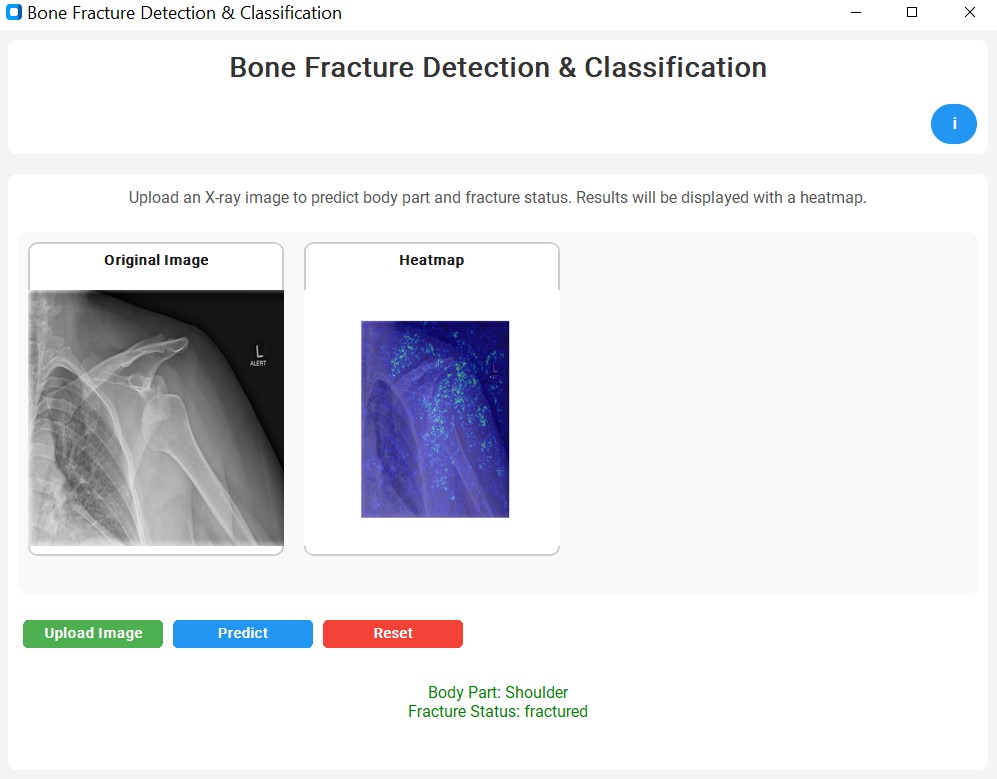 Bone Fracture Detection & Classification
Bone Fracture Detection & Classification
i
Upload an X-ray image to predict body part and fracture status. Results will be displayed with a heatmap.
Original Image
Heatmap
L
ALERT
L
Upload Image
Predict
Reset
Body Part: Shoulder
Fracture Status: fractured